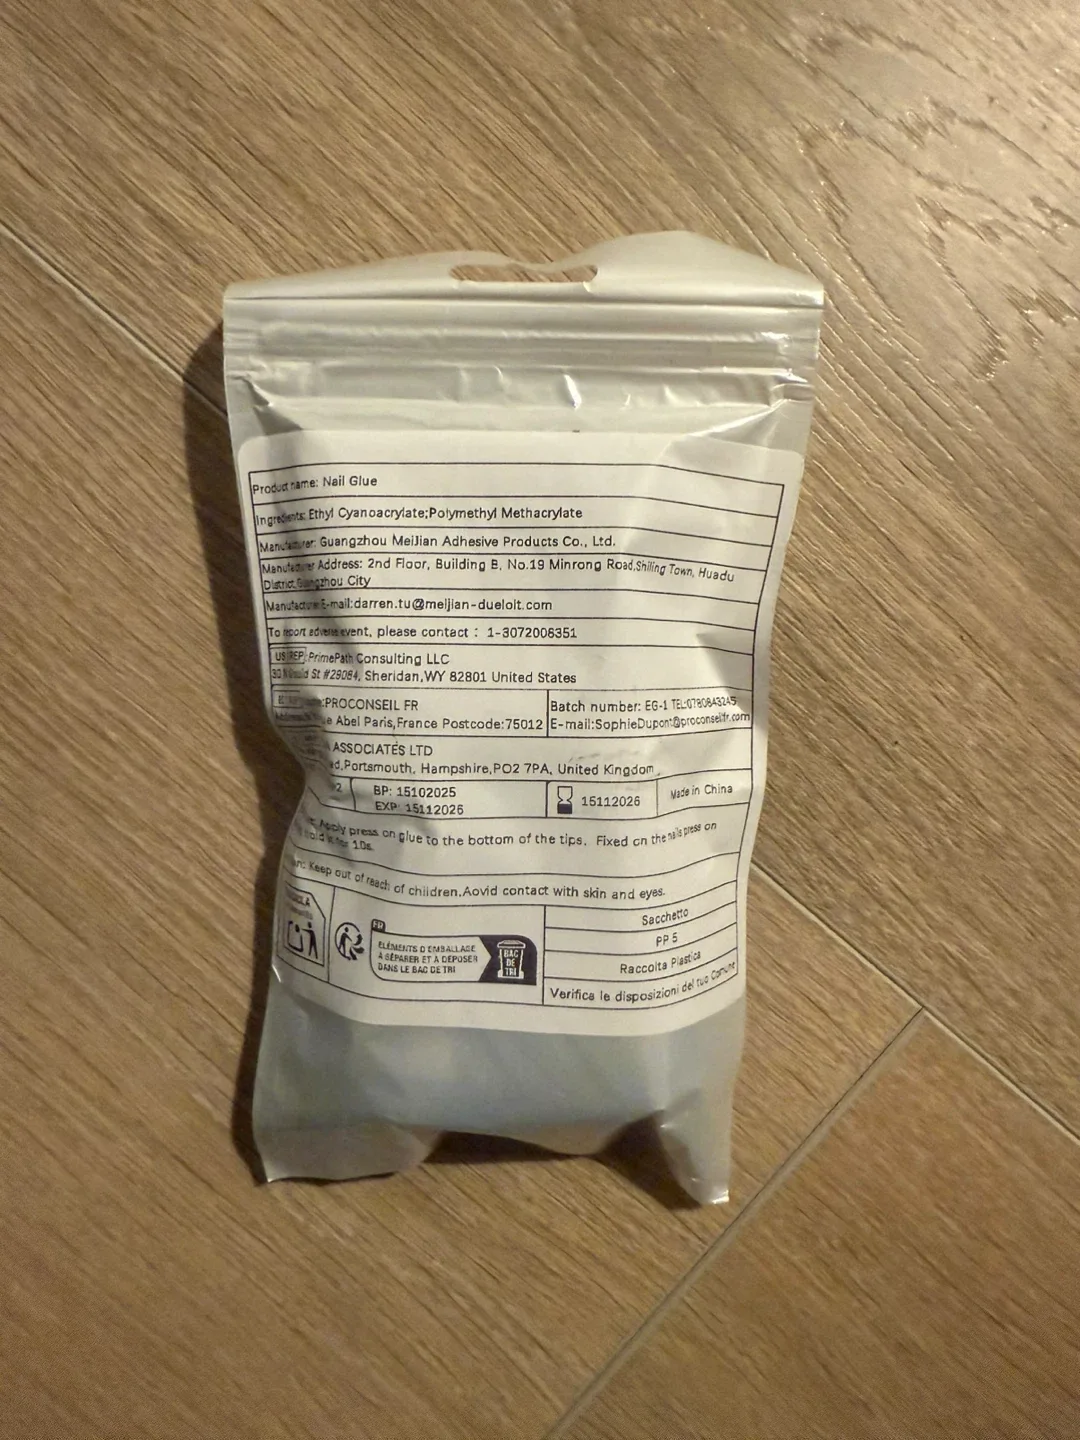 Product name: Nail Glue
Ingredients: Ethyl Cyanoacrylate;Polymethyl Methacrylate
Manufacturer: Guangzhou MeiJian Adhesive Products Co., Ltd.
Manufacturer Address: 2nd Floor, Building B, No.19 Minrong Road,Shiling Town, Huadu
District,Guangzhou City
Manufacturer E-mail:darren.tu@meijian-dueloit.com
To report adverse event, please contact : 1-3072006351
US REP PrimePath Consulting LLC
St #29084, Sheridan,WY 82801 United States
:PROCONSEIL FR
Abel Paris,France Postcode:75012
Batch number: EG-1 TEL:0780843245
E-mail:SophieDupont@proconseilfr.com
ASSOCIATES LTD
,Portsmouth, Hampshire,PO2 7PA, United Kingdom
BP: 15102025
EXP: 15112026
15112026
Made in China
Apply press on glue to the bottom of the tips. Fixed on the nails press on
10s.
Keep out of reach of children.Aovid contact with skin and eyes.
FR
ÉLÉMENTS D'EMBALLAGE
À SÉPARER ET À DÉPOSER
DANS LE BAC DE TRI
BAC
DE
TRI
Sacchetto
PP 5
Raccolta Plastica
Verifica le disposizioni del tuo Comune